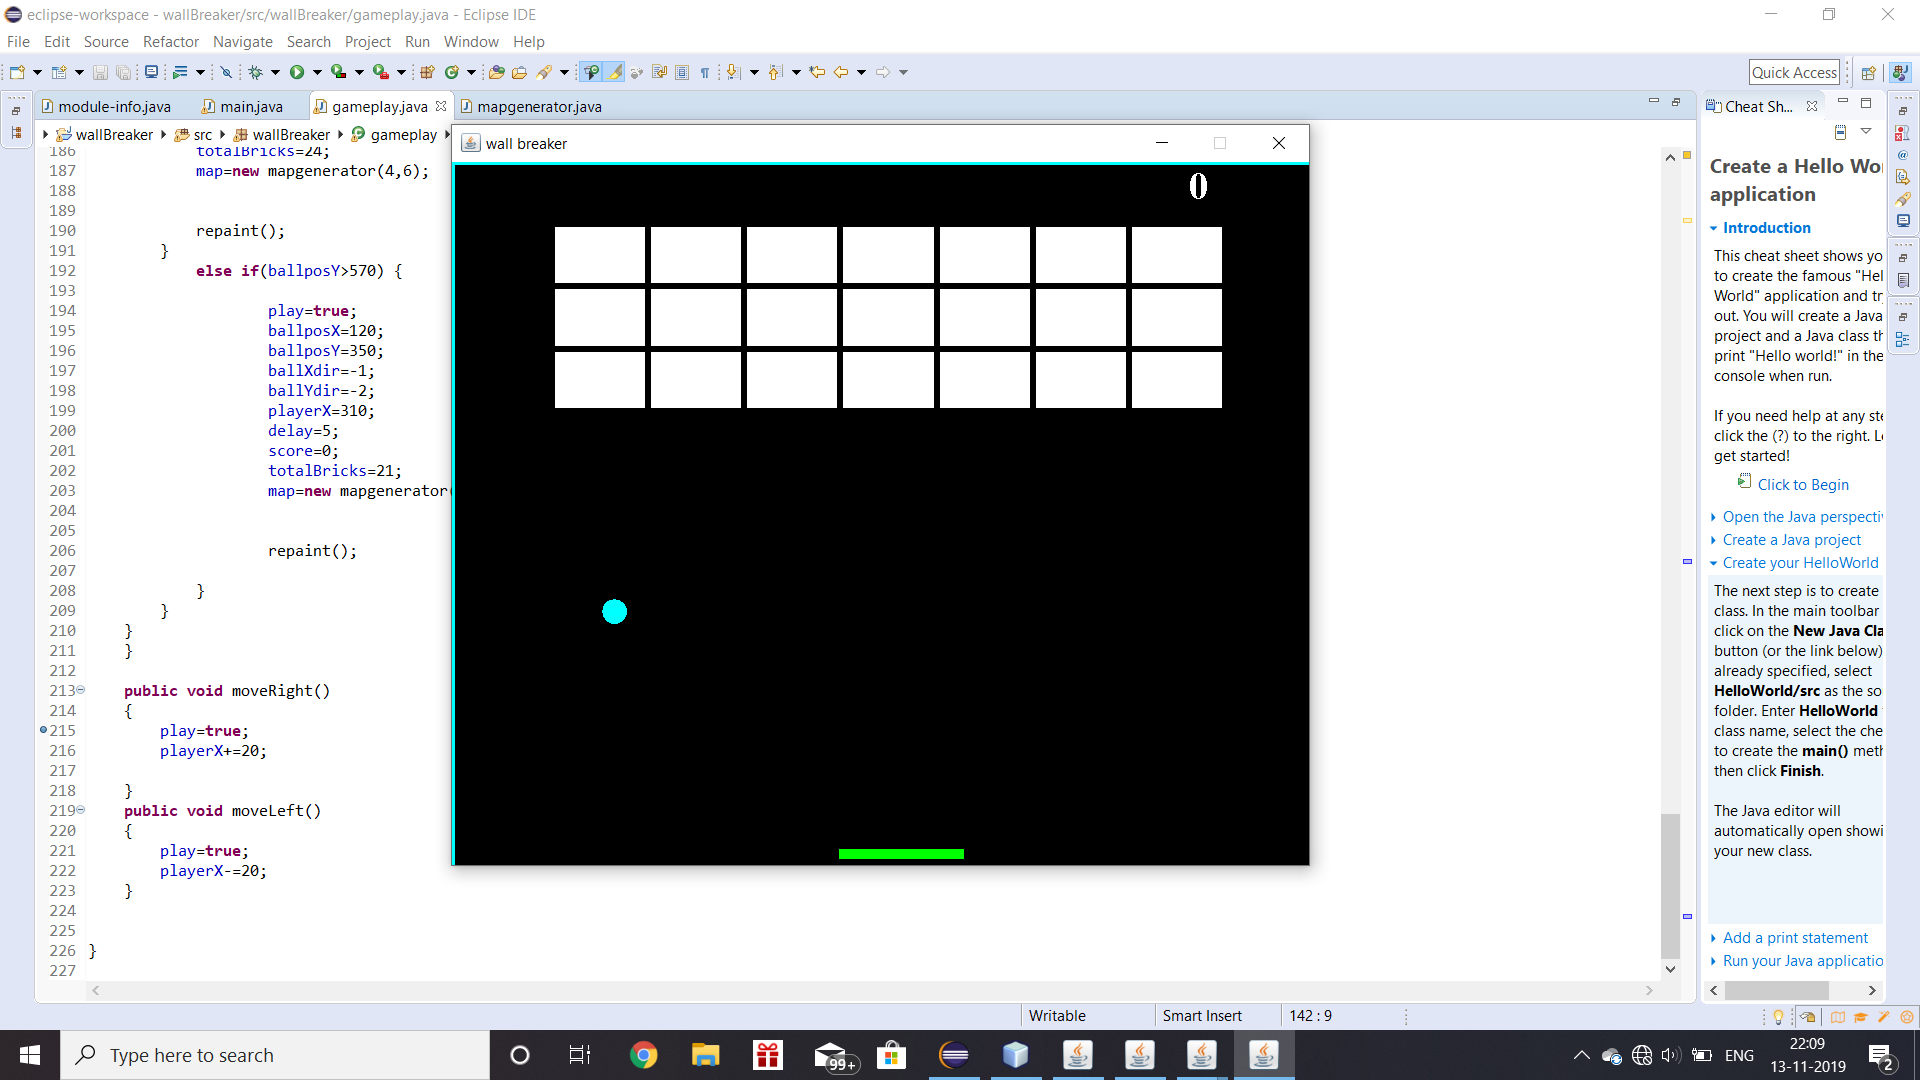 eclipse-workspace - wallBreaker/src/wallBreaker/gameplay.java - Eclipse IDE
File Edit Source Refactor Navigate Search Project Run Window Help
Quick Access
module-info.java main.java gameplay.java mapgenerator.java
wallBreaker src wallBreaker gameplay
186 totalBricks=24;
187 map=new mapgenerator(4,6);
188
189
190 repaint();
191 }
192 else if(ballposY>570) {
193
194 play=true;
195 ballposX=120;
196 ballposY=350;
197 ballXdir=-1;
198 ballYdir=-2;
199 playerX=310;
200 delay=5;
201 score=0;
202 totalBricks=21;
203 map=new mapgenerator(
204
205
206 repaint();
207
208 }
209 }
210 }
211 }
212
213 public void moveRight()
214 {
215 play=true;
216 playerX+=20;
217
218 }
219 public void moveLeft()
220 {
221 play=true;
222 playerX-=20;
223 }
224
225
226 }
227
wall breaker
0
Cheat Sh...
Create a Hello Wo
application
Introduction
This cheat sheet shows yo
to create the famous "Hel
World" application and tr
out. You will create a Java
project and a Java class th
print "Hello world!" in the
console when run.
If you need help at any ste
click the (?) to the right. L
get started!
Click to Begin
Open the Java perspecti
Create a Java project
Create your HelloWorld
The next step is to create
class. In the main toolbar
click on the New Java Cla
button (or the link below)
already specified, select
HelloWorld/src as the so
folder. Enter HelloWorld
class name, select the che
to create the main() meth
then click Finish.
The Java editor will
automatically open showi
your new class.
Add a print statement
Run your Java applicatio
Writable Smart Insert 142 : 9
Type here to search
99+
ENG
22:09
13-11-2019
2